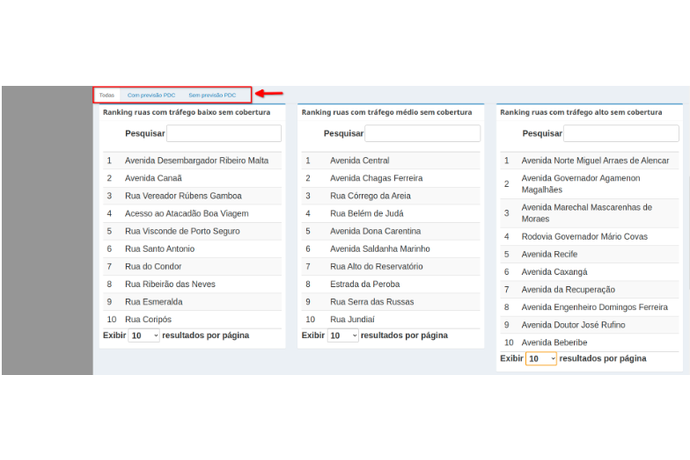 Todas Com previsão PDC Sem previsão PDC
Ranking ruas com tráfego baixo sem cobertura
Pesquisar
1 Avenida Desembargador Ribeiro Malta
2 Avenida Canaã
3 Rua Vereador Rúbens Gamboa
4 Acesso ao Atacadão Boa Viagem
5 Rua Visconde de Porto Seguro
6 Rua Santo Antonio
7 Rua do Condor
8 Rua Ribeirão das Neves
9 Rua Esmeralda
10 Rua Coripós
Exibir 10 resultados por página
Ranking ruas com tráfego médio sem cobertura
Pesquisar
1 Avenida Central
2 Avenida Chagas Ferreira
3 Rua Córrego da Areia
4 Rua Belém de Judá
5 Avenida Dona Carentina
6 Avenida Saldanha Marinho
7 Rua Alto do Reservatório
8 Estrada da Peroba
9 Rua Serra das Russas
10 Rua Jundiaí
Exibir 10 resultados por página
Ranking ruas com tráfego alto sem cobertura
Pesquisar
1 Avenida Norte Miguel Arraes de Alencar
2 Avenida Governador Agamenon
Magalhães
3 Avenida Marechal Mascarenhas de
Moraes
4 Rodovia Governador Mário Covas
5 Avenida Recife
6 Avenida Caxangá
7 Avenida da Recuperação
8 Avenida Engenheiro Domingos Ferreira
9 Avenida Doutor José Rufino
10 Avenida Beberibe
Exibir 10 resultados por página